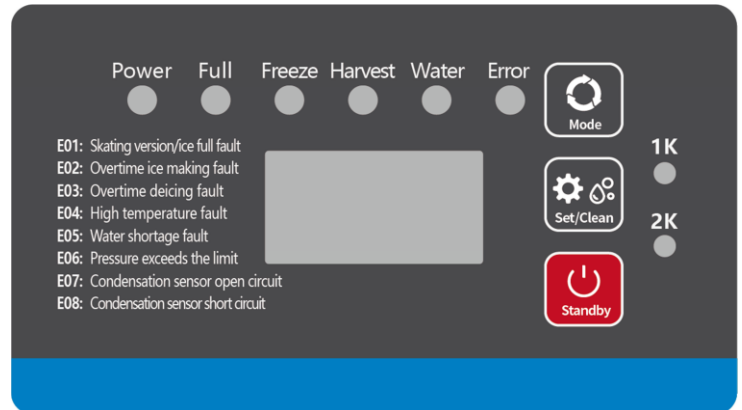 Power Full Freeze Harvest Water Error
Mode
E01: Skating version/ice full fault
E02: Overtime ice making fault
E03: Overtime deicing fault
E04: High temperature fault
E05: Water shortage fault
E06: Pressure exceeds the limit
E07: Condensation sensor open circuit
E08: Condensation sensor short circuit
Set/Clean
Standby
1K
2K